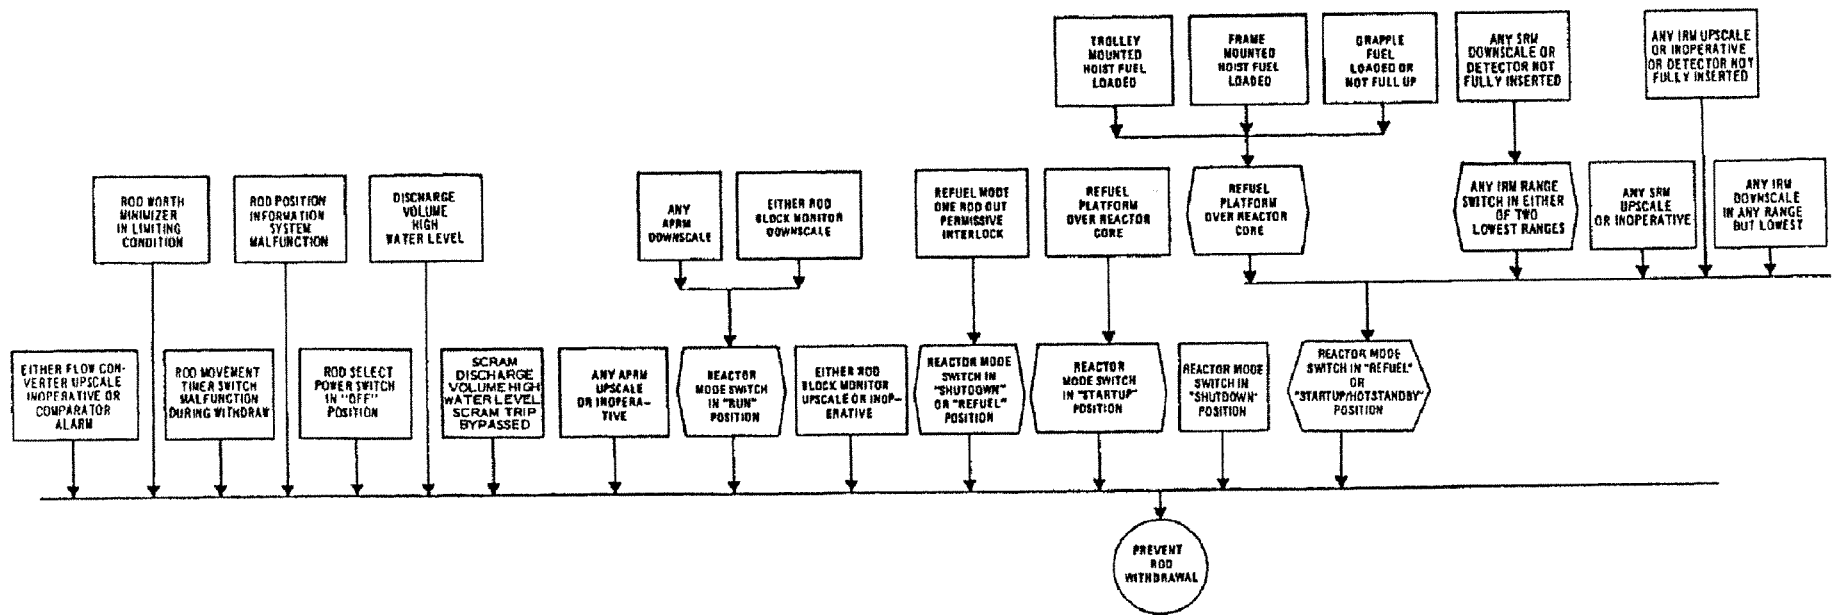 TROLLEY
MOUNTED
HOIST FUEL
LOADED
FRAME
MOUNTED
HOIST FUEL
LOADED
GRAPPLE
FUEL
LOADED OR
NOT FULL UP
ANY SRM
DOWNSCALE OR
DETECTOR NOT
FULLY INSERTED
ANY IRM UPSCALE
OR INOPERATIVE
OR DETECTOR NOT
FULLY INSERTED
ROD WORTH
MINIMIZER
IN LIMITING
CONDITION
ROD POSITION
INFORMATION
SYSTEM
MALFUNCTION
DISCHARGE
VOLUME
HIGH
WATER LEVEL
ANY
APRM
DOWNSCALE
EITHER ROD
BLOCK MONITOR
DOWNSCALE
REFUEL MODE
ONE ROD OUT
PERMISSIVE
INTERLOCK
REFUEL
PLATFORM
OVER REACTOR
CORE
REFUEL
PLATFORM
OVER REACTOR
CORE
ANY IRM RANGE
SWITCH IN EITHER
OF TWO
LOWEST RANGES
ANY SRM
UPSCALE
OR INOPERATIVE
ANY IRM
DOWNSCALE
IN ANY RANGE
BUT LOWEST
EITHER FLOW CON-
VERTER UPSCALE
INOPERATIVE OR
COMPARATOR
ALARM
ROD MOVEMENT
TIMER SWITCH
MALFUNCTION
DURING WITHDRAW
ROD SELECT
POWER SWITCH
IN "OFF"
POSITION
SCRAM
DISCHARGE
VOLUME HIGH
WATER LEVEL
SCRAM TRIP
BYPASSED
ANY APRM
UPSCALE
OR INOPERA-
TIVE
REACTOR
MODE SWITCH
IN "RUN"
POSITION
EITHER ROD
BLOCK MONITOR
UPSCALE OR INOP-
ERATIVE
REACTOR MODE
SWITCH IN
"SHUTDOWN"
OR "REFUEL"
POSITION
REACTOR
MODE SWITCH
IN "STARTUP"
POSITION
REACTOR MODE
SWITCH IN
"SHUTDOWN"
POSITION
REACTOR MODE
SWITCH IN "REFUEL"
OR
"STARTUP/HOTSTANDBY"
POSITION
PREVENT
ROD
WITHDRAWAL